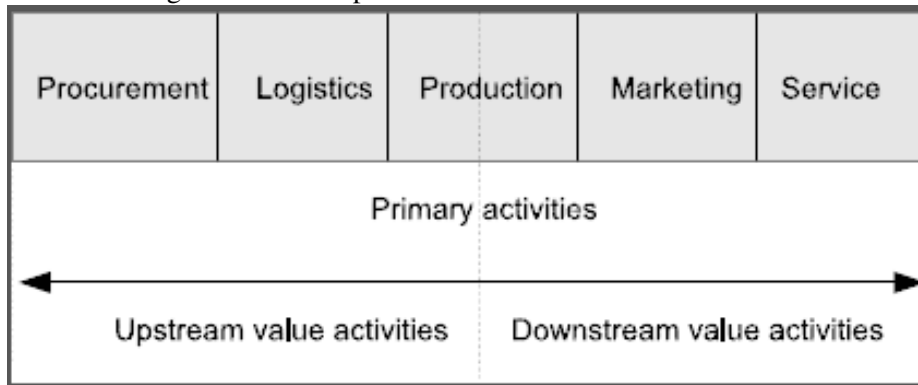 Procurement Logistics Production Marketing Service
Primary activities
Upstream value activities Downstream value activities